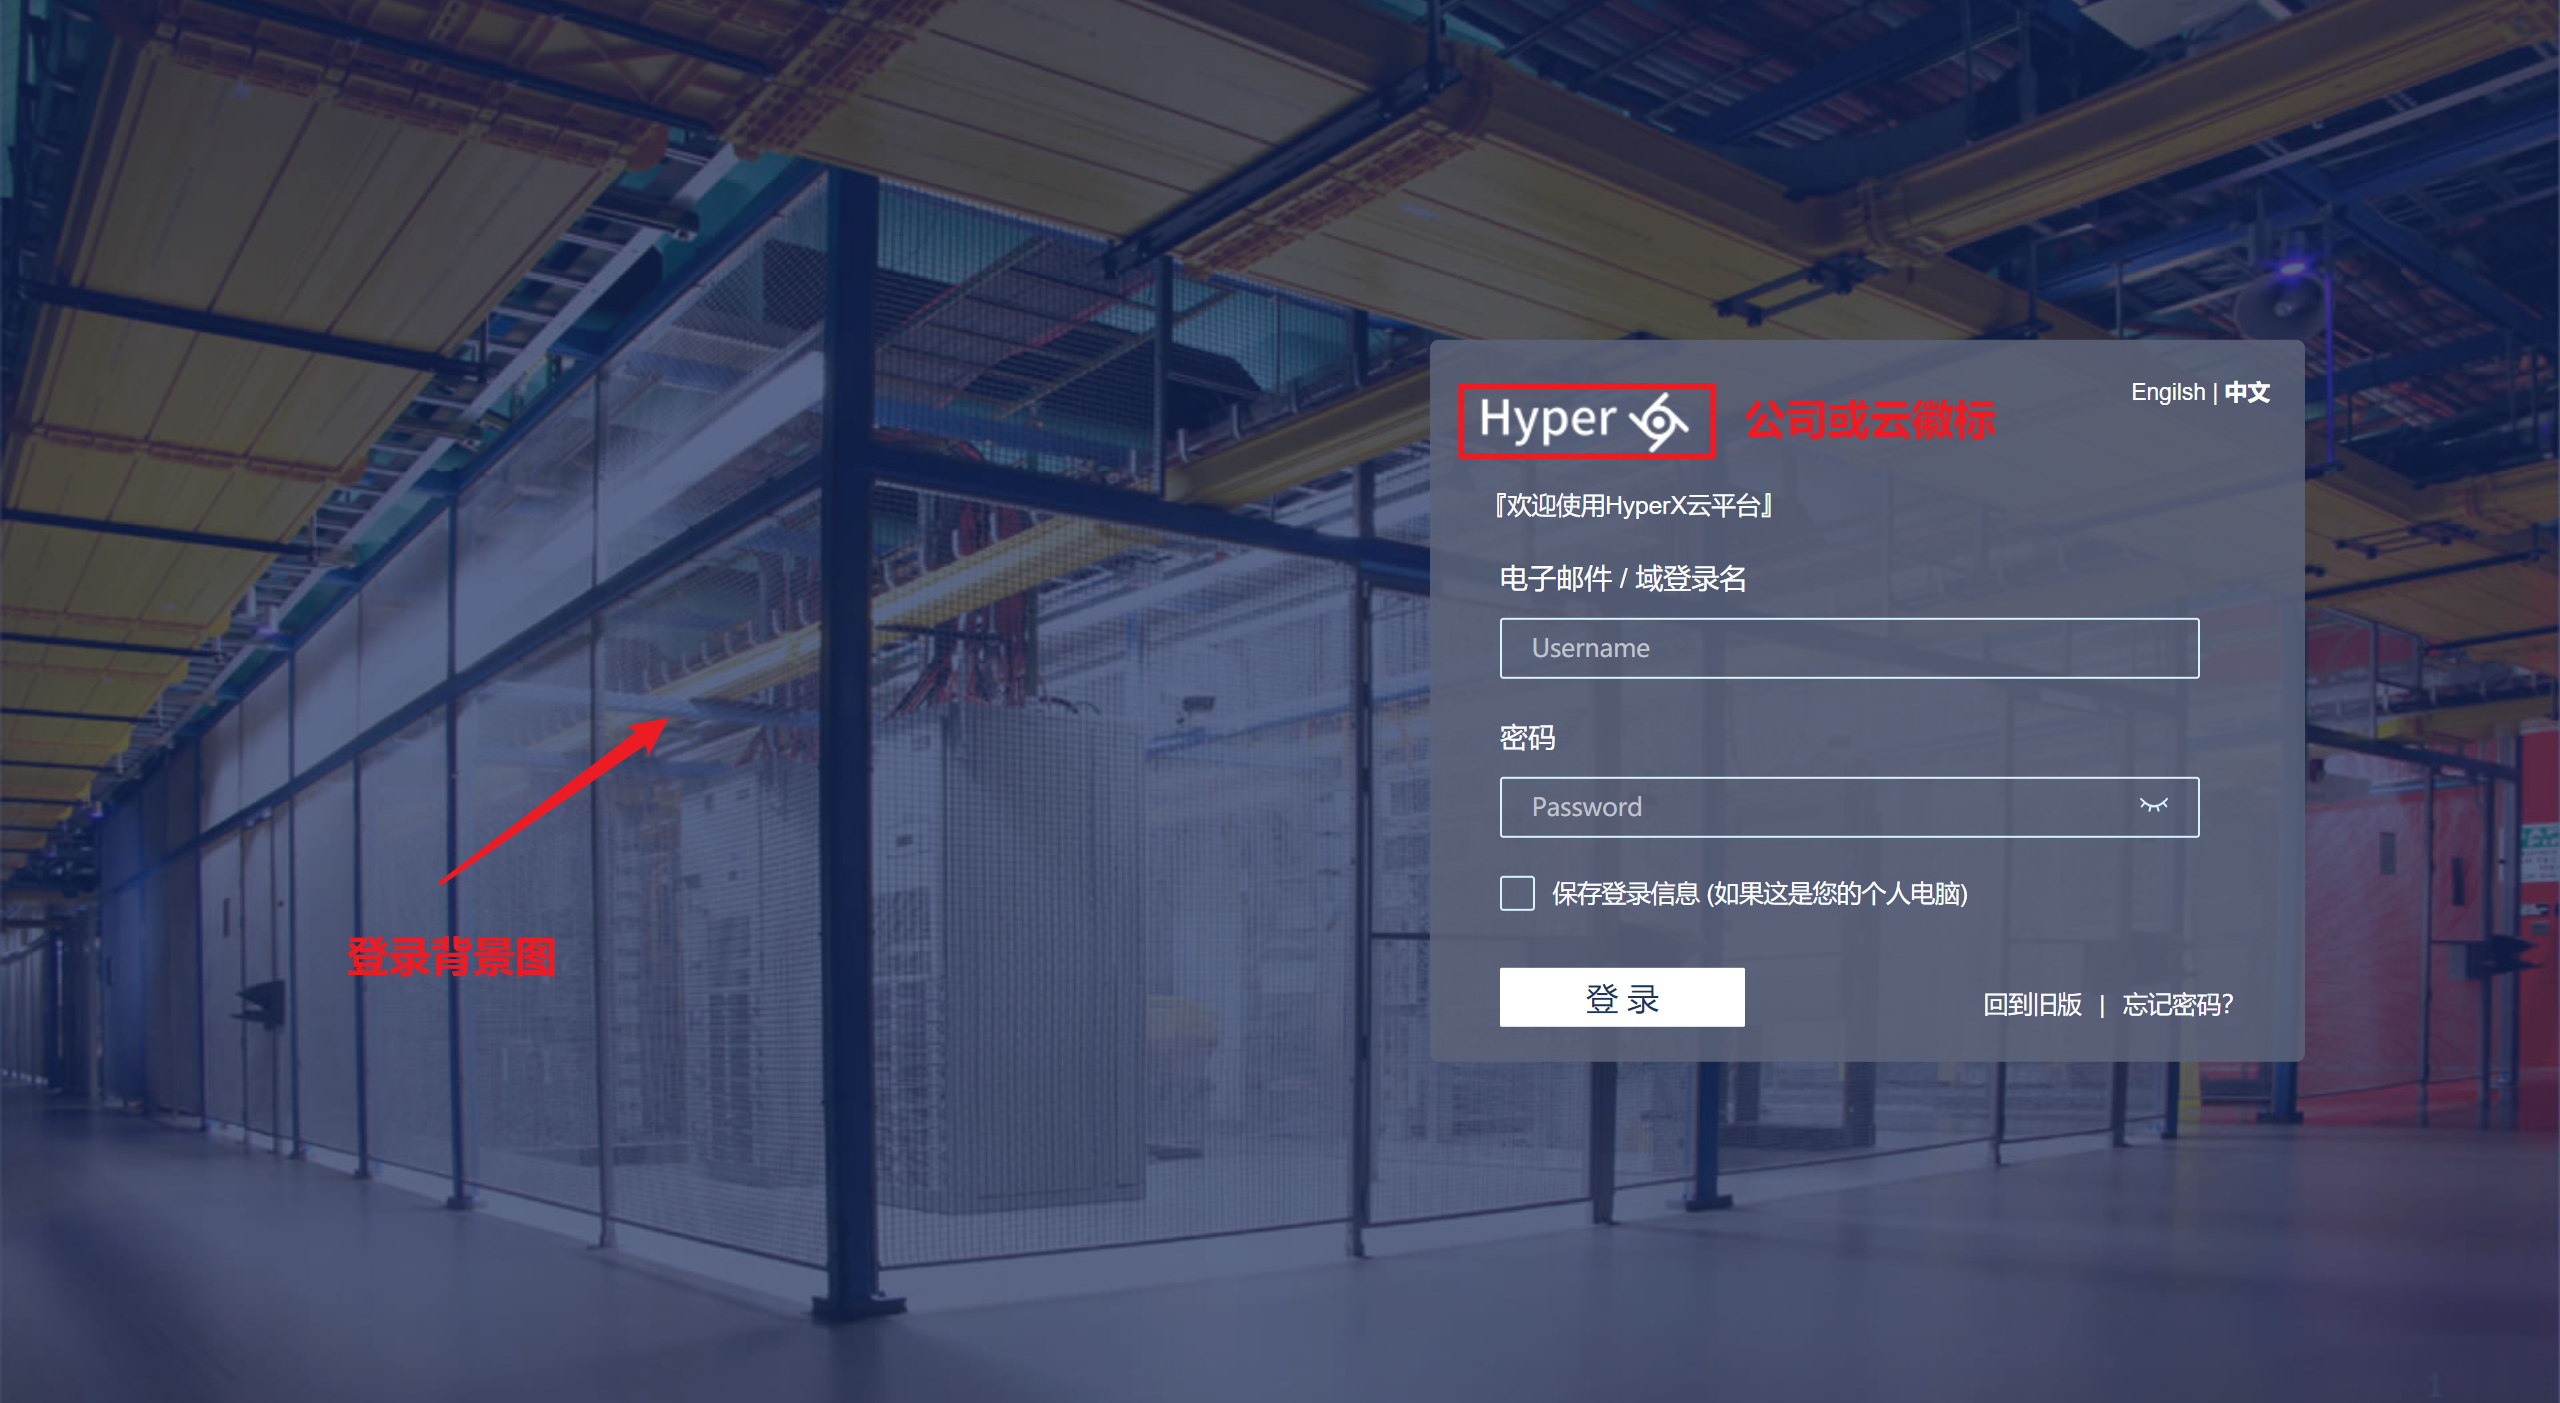 Engilsh | 中文
Hyper
公司或云徽标
『欢迎使用HyperX云平台』
电子邮件 / 域登录名
Username
密码
Password
保存登录信息 (如果这是您的个人电脑)
登录背景图
登 录
回到旧版 | 忘记密码?
1